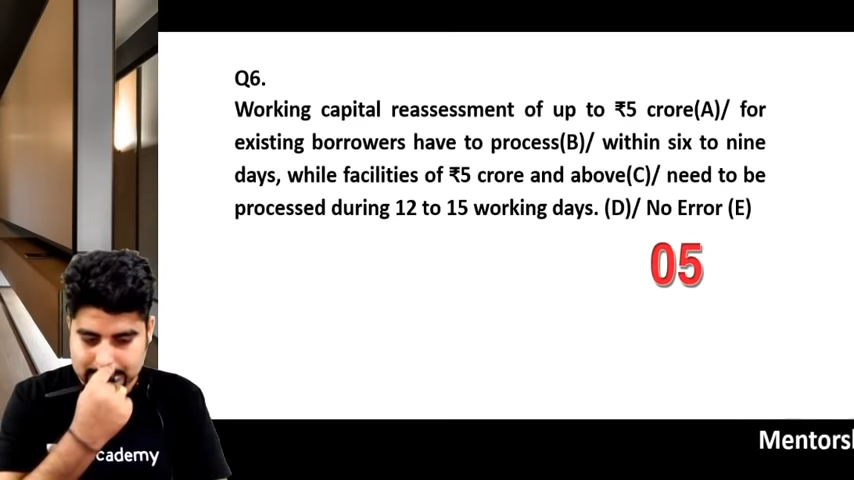 Q6.
Working capital reassessment of up to ₹5 crore(A)/ for
existing borrowers have to process(B)/ within six to nine
days, while facilities of ₹5 crore and above(C)/ need to be
processed during 12 to 15 working days. (D)/ No Error (E)
05
cademy
Mentors